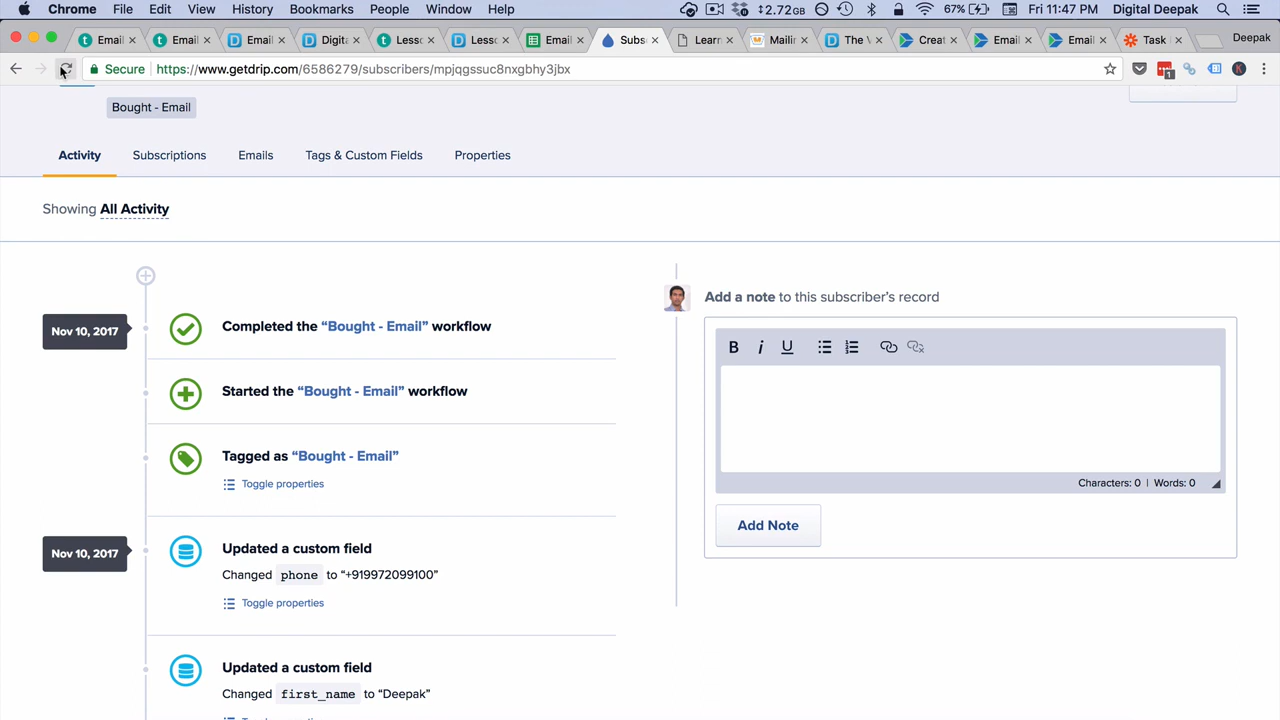 Chrome File Edit View History Bookmarks People Window Help 2.72GB 67% Fri 11:47 PM Digital Deepak
Email Email Email Digita Lesso Lesso Email Subs Learn Mailin The V Creat Email Email Task Deepak
Secure https://www.getdrip.com/6586279/subscribers/mpjqgssuc8nxgbhy3jbx
Bought - Email
Activity Subscriptions Emails Tags & Custom Fields Properties
Showing All Activity
Add a note to this subscriber's record
Nov 10, 2017 Completed the “Bought - Email” workflow
B i U
Started the “Bought - Email” workflow
Tagged as “Bought - Email”
Toggle properties
Characters: 0 | Words: 0
Add Note
Nov 10, 2017 Updated a custom field
Changed phone to “+919972099100”
Toggle properties
Updated a custom field
Changed first_name to “Deepak”